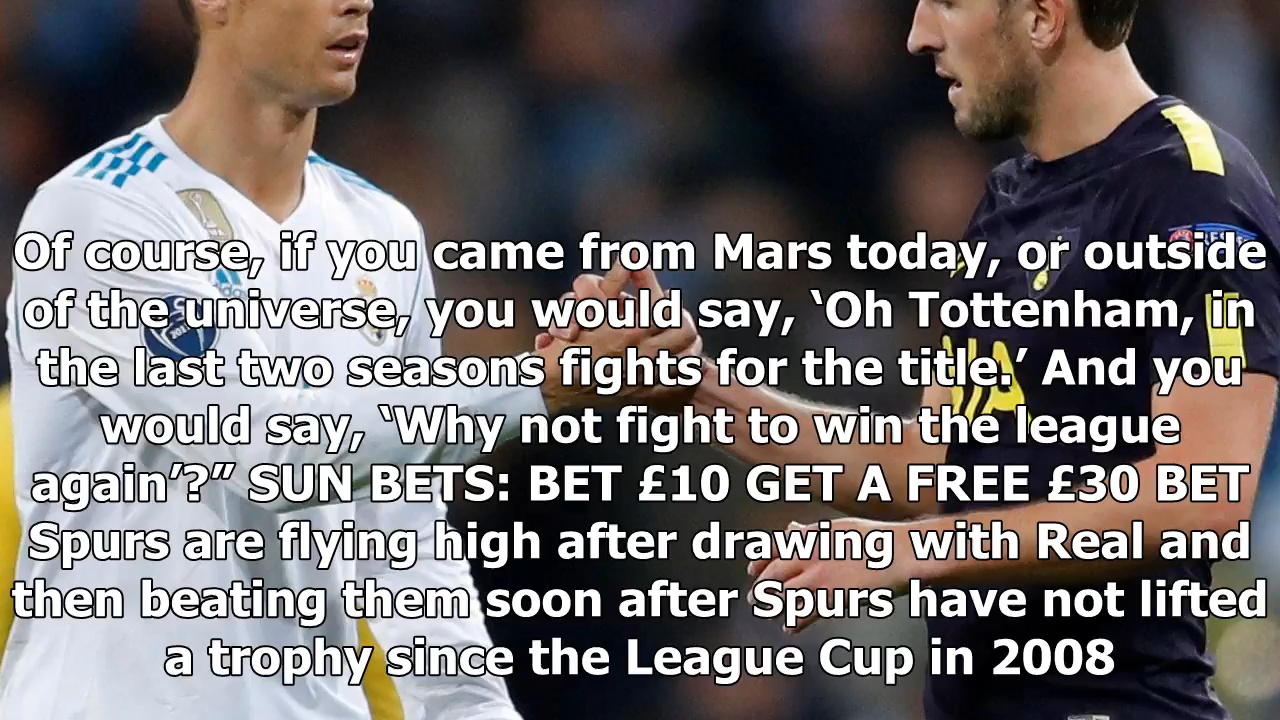 Of course, if you came from Mars today, or outside
of the universe, you would say, ‘Oh Tottenham, in
the last two seasons fights for the title.’ And you
would say, ‘Why not fight to win the league
again’?” SUN BETS: BET £10 GET A FREE £30 BET
Spurs are flying high after drawing with Real and
then beating them soon after Spurs have not lifted
a trophy since the League Cup in 2008